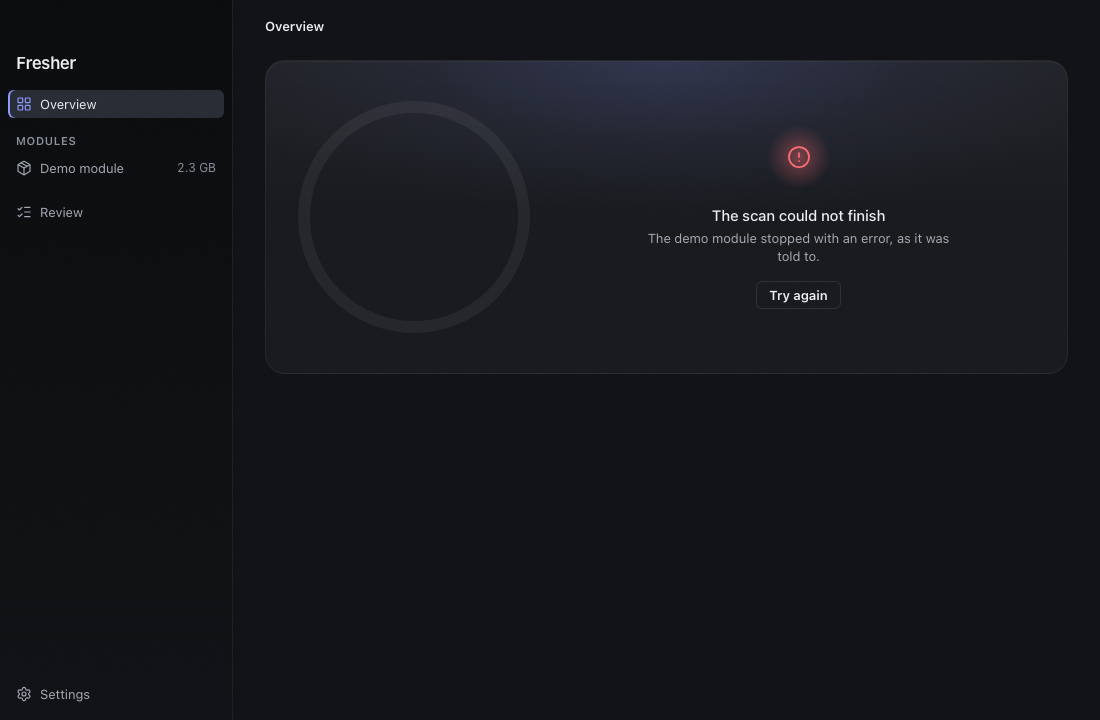 Fresher
Overview
MODULES
Demo module 2.3 GB
Review
Settings
Overview
The scan could not finish
The demo module stopped with an error, as it was
told to.
Try again